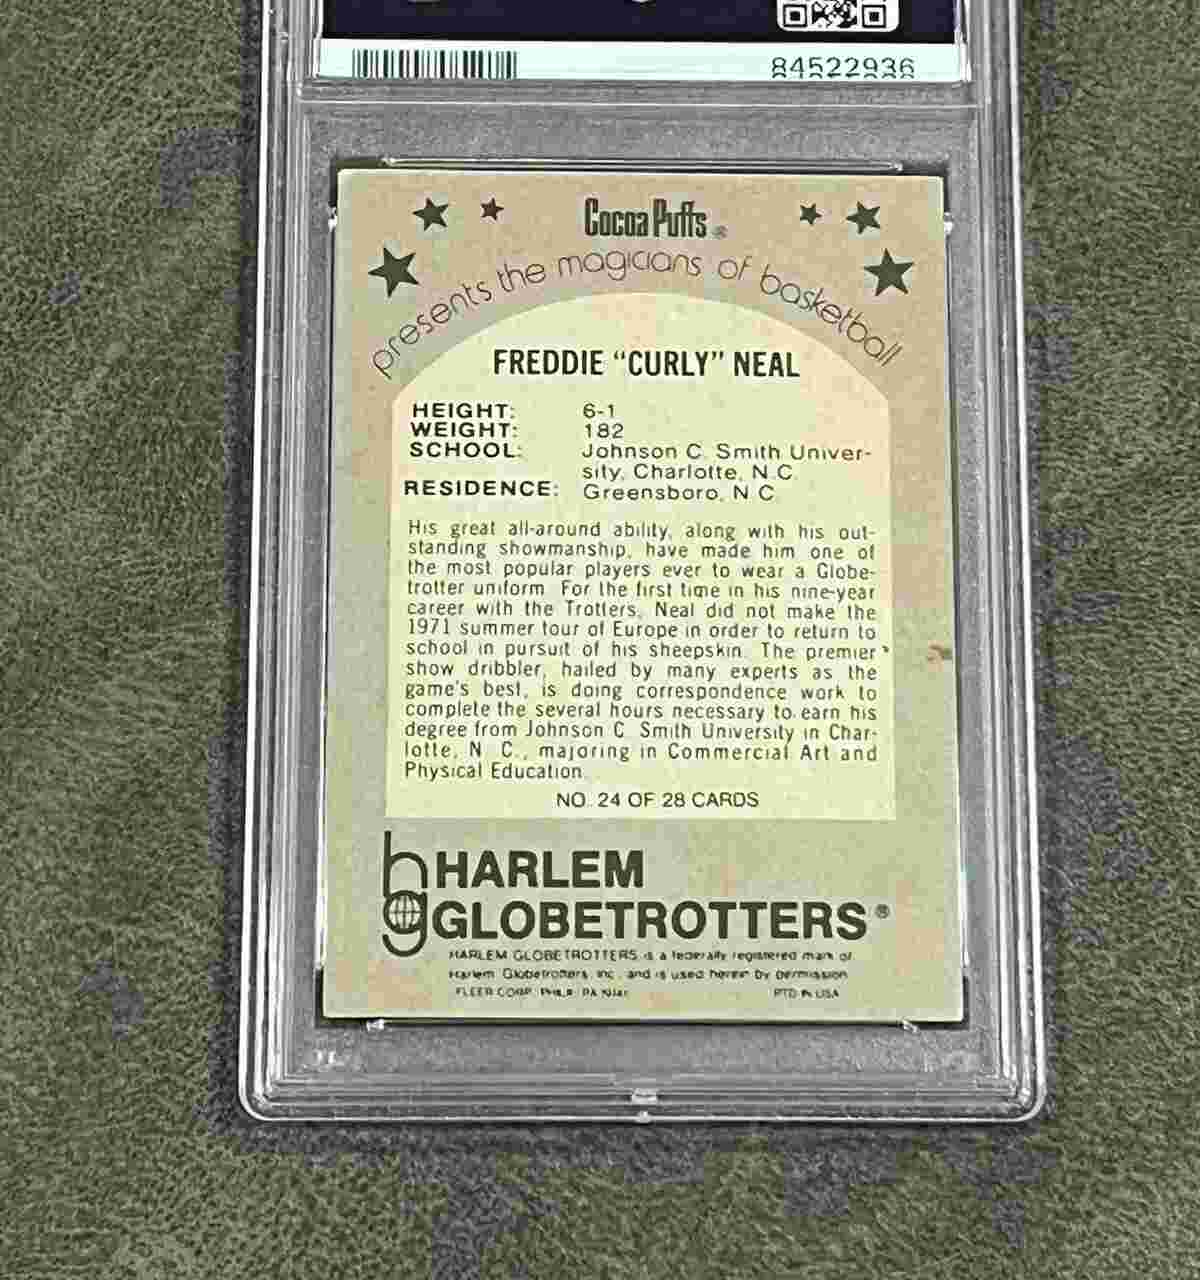 84522936
Cocoa Puffs ®
presents the magicians of basketball
FREDDIE "CURLY" NEAL
HEIGHT: 6-1
WEIGHT: 182
SCHOOL: Johnson C. Smith Univer-
sity, Charlotte, N.C.
RESIDENCE: Greensboro, N C
His great all-around ability, along with his out-
standing showmanship, have made him one of
the most popular players ever to wear a Globe-
trotter uniform. For the first time in his nine-year
career with the Trotters, Neal did not make the
1971 summer tour of Europe in order to return to
school in pursuit of his sheepskin. The premier
show dribbler, hailed by many experts as the
game's best, is doing correspondence work to
complete the several hours necessary to earn his
degree from Johnson C. Smith University in Char-
lotte, N. C., majoring in Commercial Art and
Physical Education.
NO. 24 OF 28 CARDS
hg HARLEM
GLOBETROTTERS ®
HARLEM GLOBETROTTERS is a federally registered mark of
Harlem Globetrotters, Inc. and is used herein by permission
FLEER CORP. PHILA. PA 19141 PTD IN USA